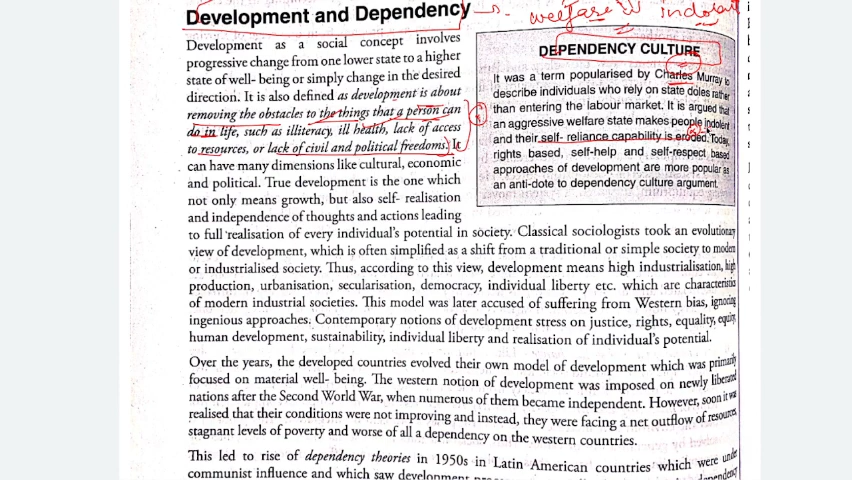 Development and Dependency
welfare
DEPENDENCY CULTURE
It was a term popularised by Charles Murray to
describe individuals who rely on state doles rather
than entering the labour market. It is argued that
an aggressive welfare state makes people indolent
and their self- reliance capability is eroded. Today,
rights based, self-help and self-respect based
approaches of development are more popular as
an anti-dote to dependency culture argument.
Development as a social concept involves
progressive change from one lower state to a higher
state of well- being or simply change in the desired
direction. It is also defined as development is about
removing the obstacles to the things that a person can
do in life, such as illiteracy, ill health, lack of access
to resources, or lack of civil and political freedoms. It
can have many dimensions like cultural, economic
and political. True development is the one which
not only means growth, but also self- realisation
and independence of thoughts and actions leading
to full realisation of every individual's potential in society. Classical sociologists took an evolutionary
view of development, which is often simplified as a shift from a traditional or simple society to modern
or industrialised society. Thus, according to this view, development means high industrialisation, high
production, urbanisation, secularisation, democracy, individual liberty etc. which are characteristics
of modern industrial societies. This model was later accused of suffering from Western bias, ignoring
ingenious approaches. Contemporary notions of development stress on justice, rights, equality, equity,
human development, sustainability, individual liberty and realisation of individual's potential.
Over the years, the developed countries evolved their own model of development which was primarily
focused on material well- being. The western notion of development was imposed on newly liberated
nations after the Second World War, when numerous of them became independent. However, soon it was
realised that their conditions were not improving and instead, they were facing a net outflow of resources,
stagnant levels of poverty and worse of all a dependency on the western countries.
This led to rise of dependency theories in 1950s in Latin American countries which were under
communist influence and which saw development